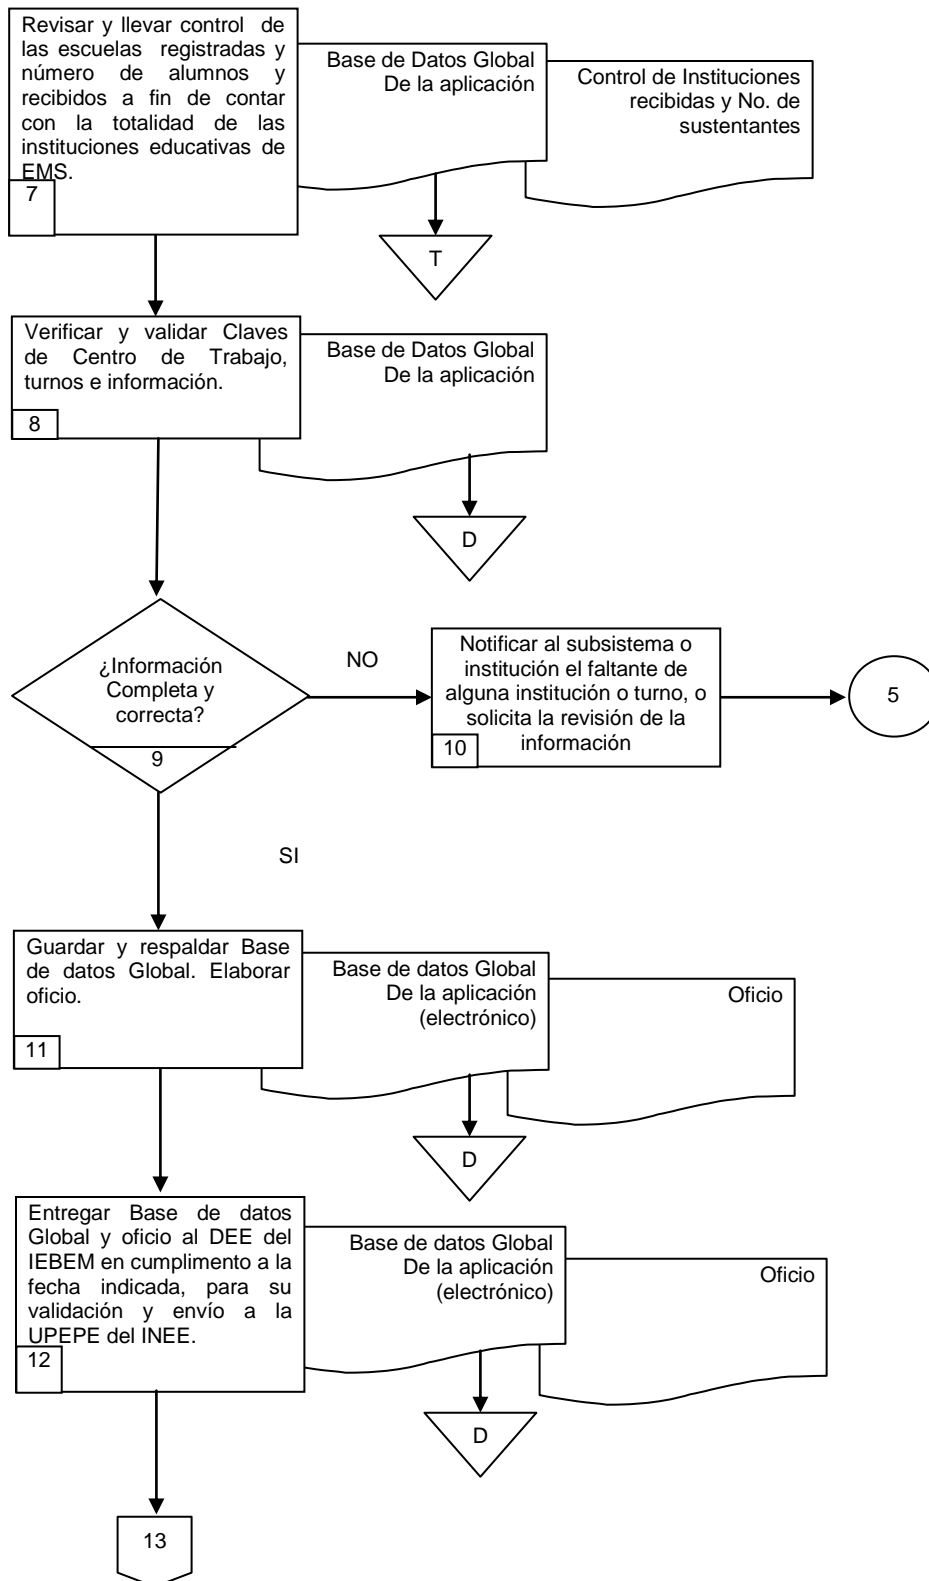 Revisar y llevar control de
las escuelas registradas y
número de alumnos y
recibidos a fin de contar
con la totalidad de las
instituciones educativas de
EMS.
7
Base de Datos Global
De la aplicación
Control de Instituciones
recibidas y No. de
sustentantes
T
Verificar y validar Claves
de Centro de Trabajo,
turnos e información.
8
Base de Datos Global
De la aplicación
D
¿Información
Completa y
correcta?
9
NO
Notificar al subsistema o
institución el faltante de
alguna institución o turno, o
solicita la revisión de la
información
10
5
SI
Guardar y respaldar Base
de datos Global. Elaborar
oficio.
11
Base de datos Global
De la aplicación
(electrónico)
Oficio
D
Entregar Base de datos
Global y oficio al DEE del
IEBEM en cumplimento a la
fecha indicada, para su
validación y envío a la
UPEPE del INEE.
12
Base de datos Global
De la aplicación
(electrónico)
Oficio
D
13